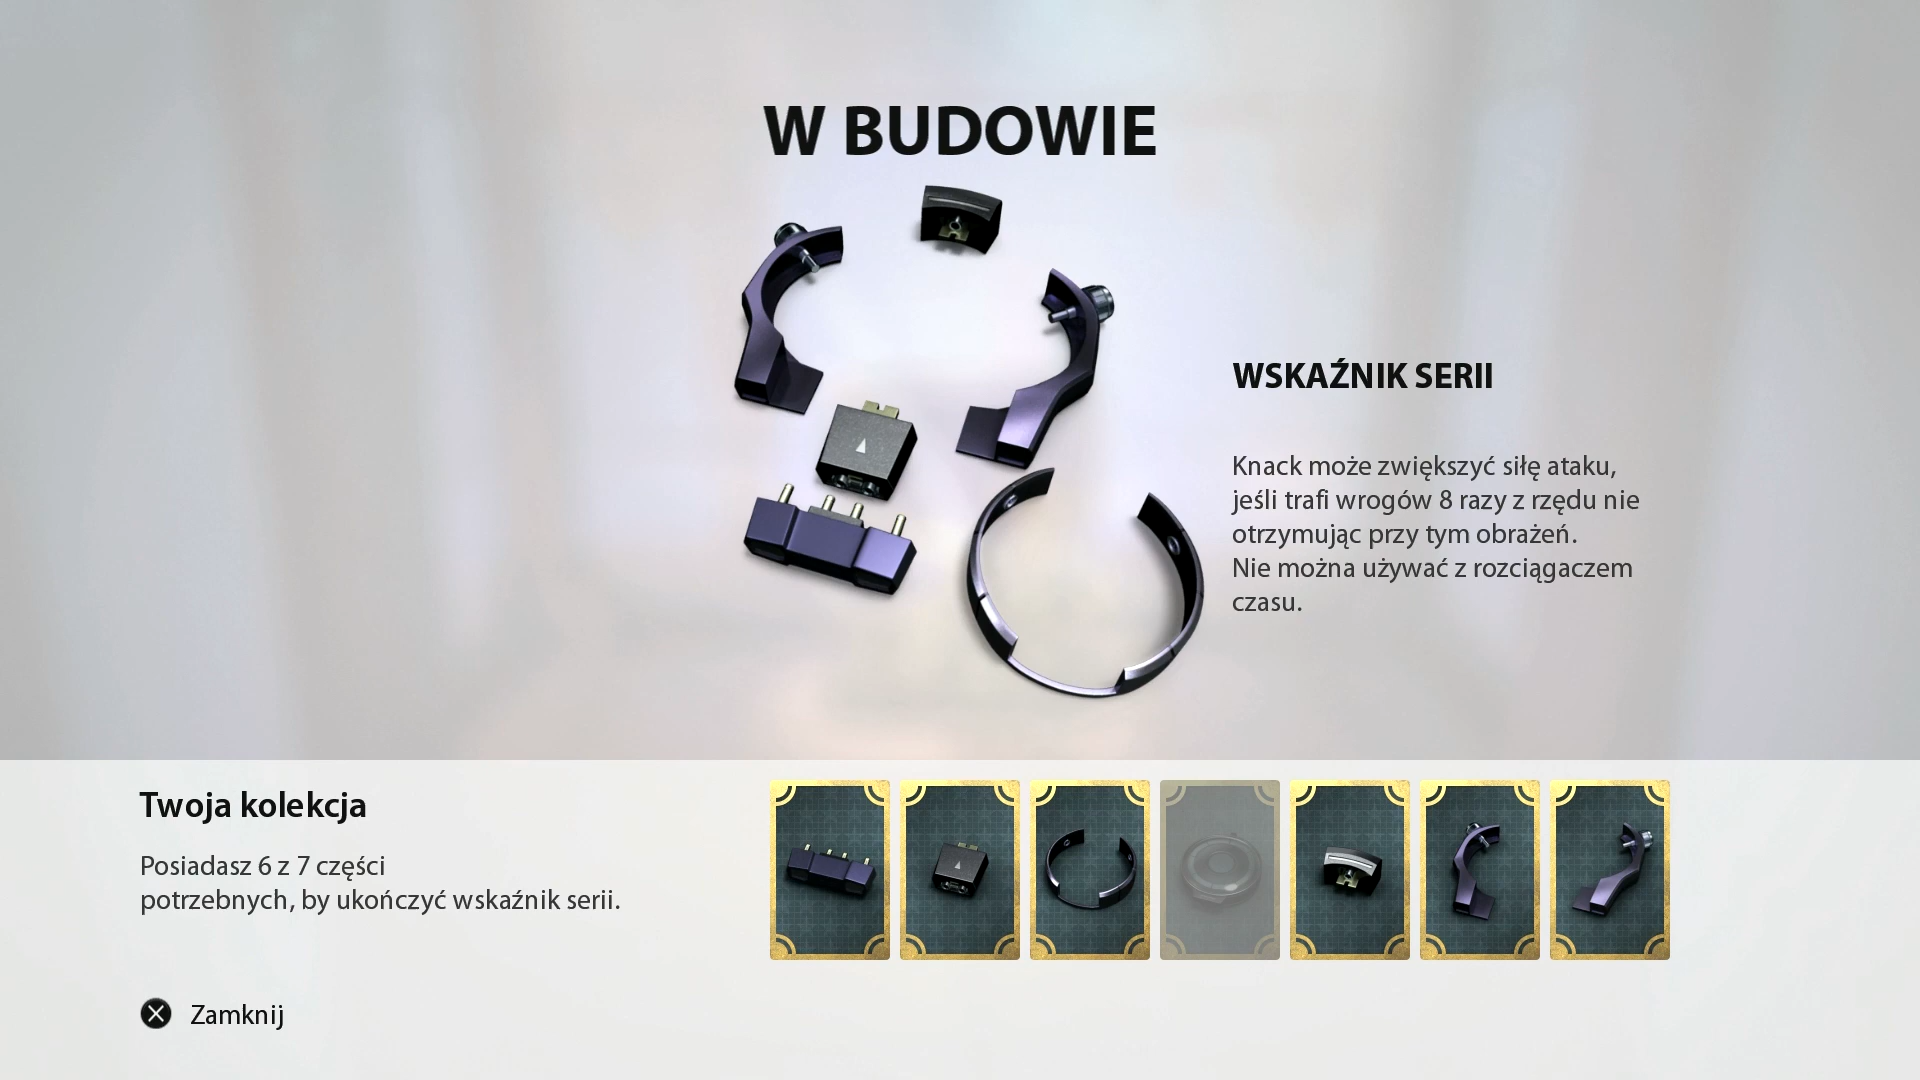 W BUDOWIE
WSKAŹNIK SERII
Knack może zwiększyć siłę ataku,
jeśli trafi wrogów 8 razy z rzędu nie
otrzymując przy tym obrażeń.
Nie można używać z rozciągaczem
czasu.
Twoja kolekcja
Posiadasz 6 z 7 części
potrzebnych, by ukończyć wskaźnik serii.
Zamknij